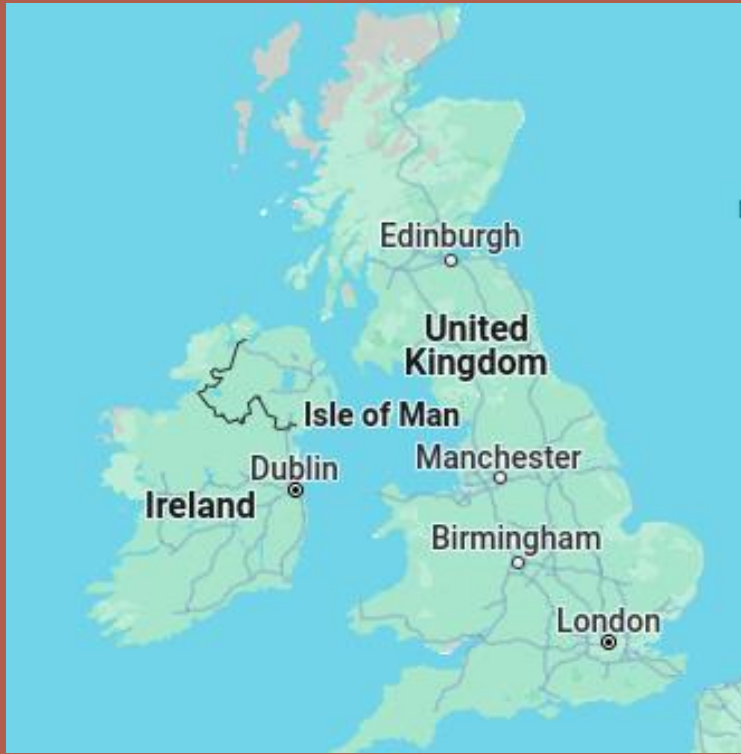 Edinburgh
United
Kingdom
Isle of Man
Manchester
Dublin
Ireland
Birmingham
London